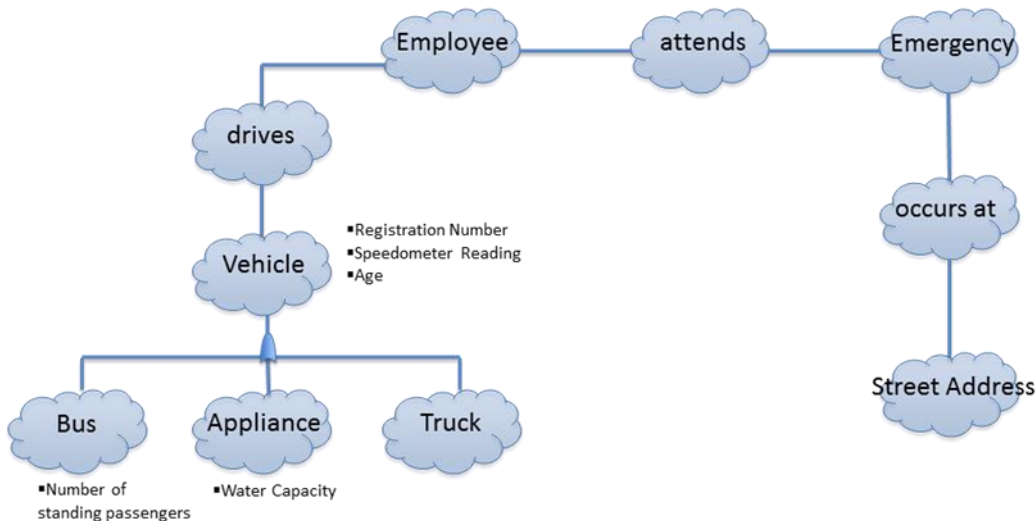 Employee
attends
Emergency
drives
occurs at
Vehicle
▪Registration Number
▪Speedometer Reading
▪Age
Street Address
Bus
Appliance
Truck
▪Number of
standing passengers
▪Water Capacity